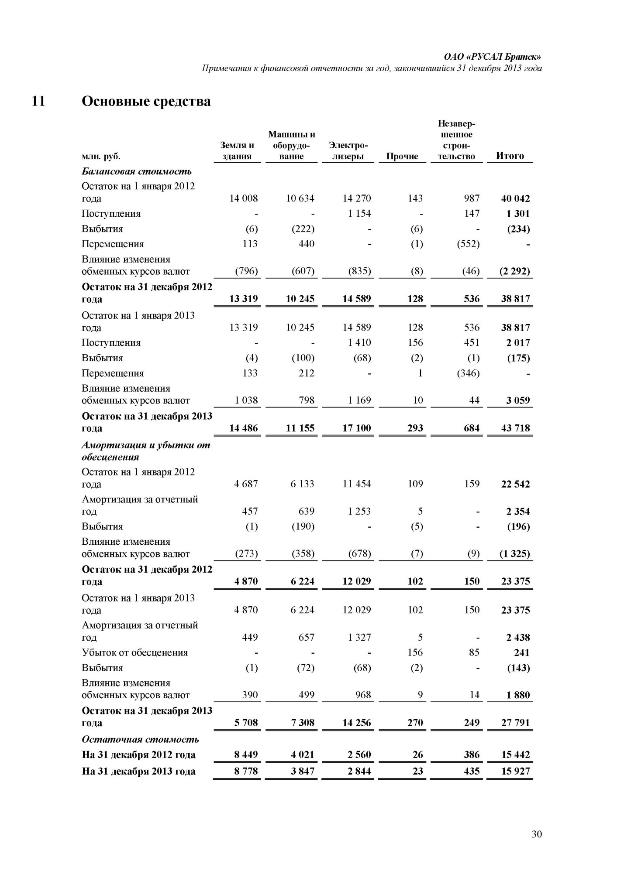 ОАО «РУСАЛ Братск»
Примечания к финансовой отчетности за год, закончившийся 31 декабря 2013 года
11 Основные средства
млн. руб. Земля и здания Машины и оборудо-вание Электро-лизеры Прочие Незавер-шенное строи-тельство Итого
Балансовая стоимость
Остаток на 1 января 2012
года 14 008 10 634 14 270 143 987 40 042
Поступления - - 1 154 - 147 1 301
Выбытия (6) (222) - (6) - (234)
Перемещения 113 440 - (1) (552) -
Влияние изменения
обменных курсов валют (796) (607) (835) (8) (46) (2 292)
Остаток на 31 декабря 2012
года 13 319 10 245 14 589 128 536 38 817
Остаток на 1 января 2013
года 13 319 10 245 14 589 128 536 38 817
Поступления - - 1 410 156 451 2 017
Выбытия (4) (100) (68) (2) (1) (175)
Перемещения 133 212 - 1 (346) -
Влияние изменения
обменных курсов валют 1 038 798 1 169 10 44 3 059
Остаток на 31 декабря 2013
года 14 486 11 155 17 100 293 684 43 718
Амортизация и убытки от
обесценения
Остаток на 1 января 2012
года 4 687 6 133 11 454 109 159 22 542
Амортизация за отчетный
год 457 639 1 253 5 - 2 354
Выбытия (1) (190) - (5) - (196)
Влияние изменения
обменных курсов валют (273) (358) (678) (7) (9) (1 325)
Остаток на 31 декабря 2012
года 4 870 6 224 12 029 102 150 23 375
Остаток на 1 января 2013
года 4 870 6 224 12 029 102 150 23 375
Амортизация за отчетный
год 449 657 1 327 5 - 2 438
Убыток от обесценения - - - 156 85 241
Выбытия (1) (72) (68) (2) - (143)
Влияние изменения
обменных курсов валют 390 499 968 9 14 1 880
Остаток на 31 декабря 2013
года 5 708 7 308 14 256 270 249 27 791
Остаточная стоимость
На 31 декабря 2012 года 8 449 4 021 2 560 26 386 15 442
На 31 декабря 2013 года 8 778 3 847 2 844 23 435 15 927
30